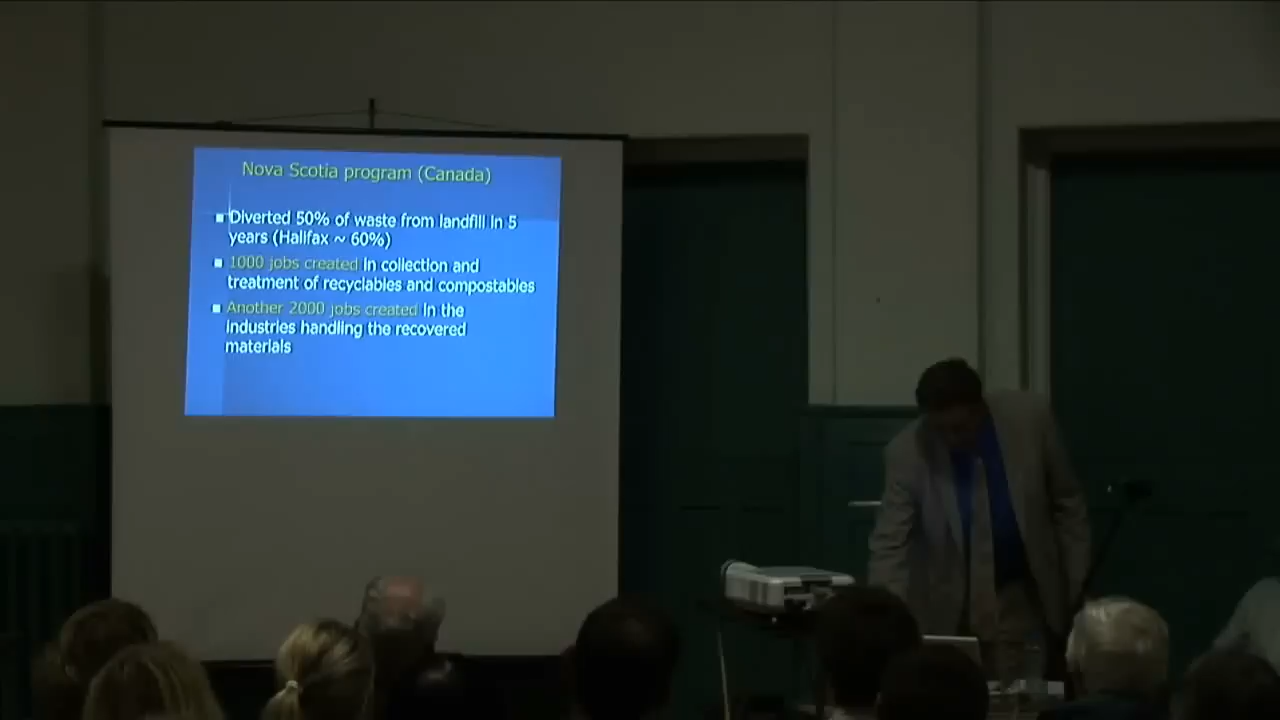 Nova Scotia program (Canada)
■ Diverted 50% of waste from landfill in 5
years (Halifax ~ 60%)
■ 1000 jobs created in collection and
treatment of recyclables and compostables
■ Another 2000 jobs created in the
industries handling the recovered
materials